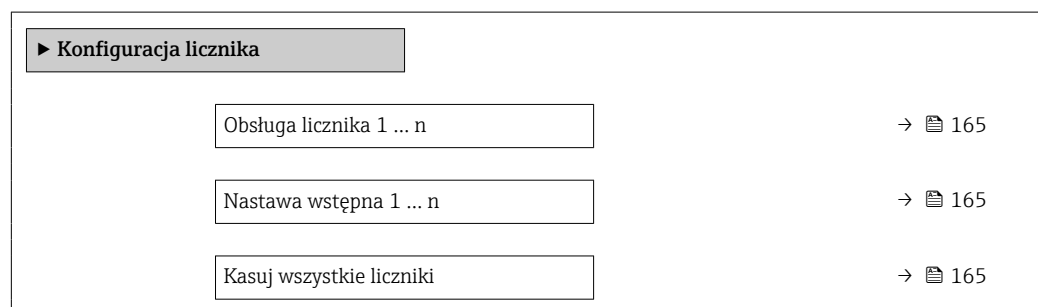 ▶ Konfiguracja licznika
Obsługa licznika 1 … n → 165
Nastawa wstępna 1 … n → 165
Kasuj wszystkie liczniki → 165